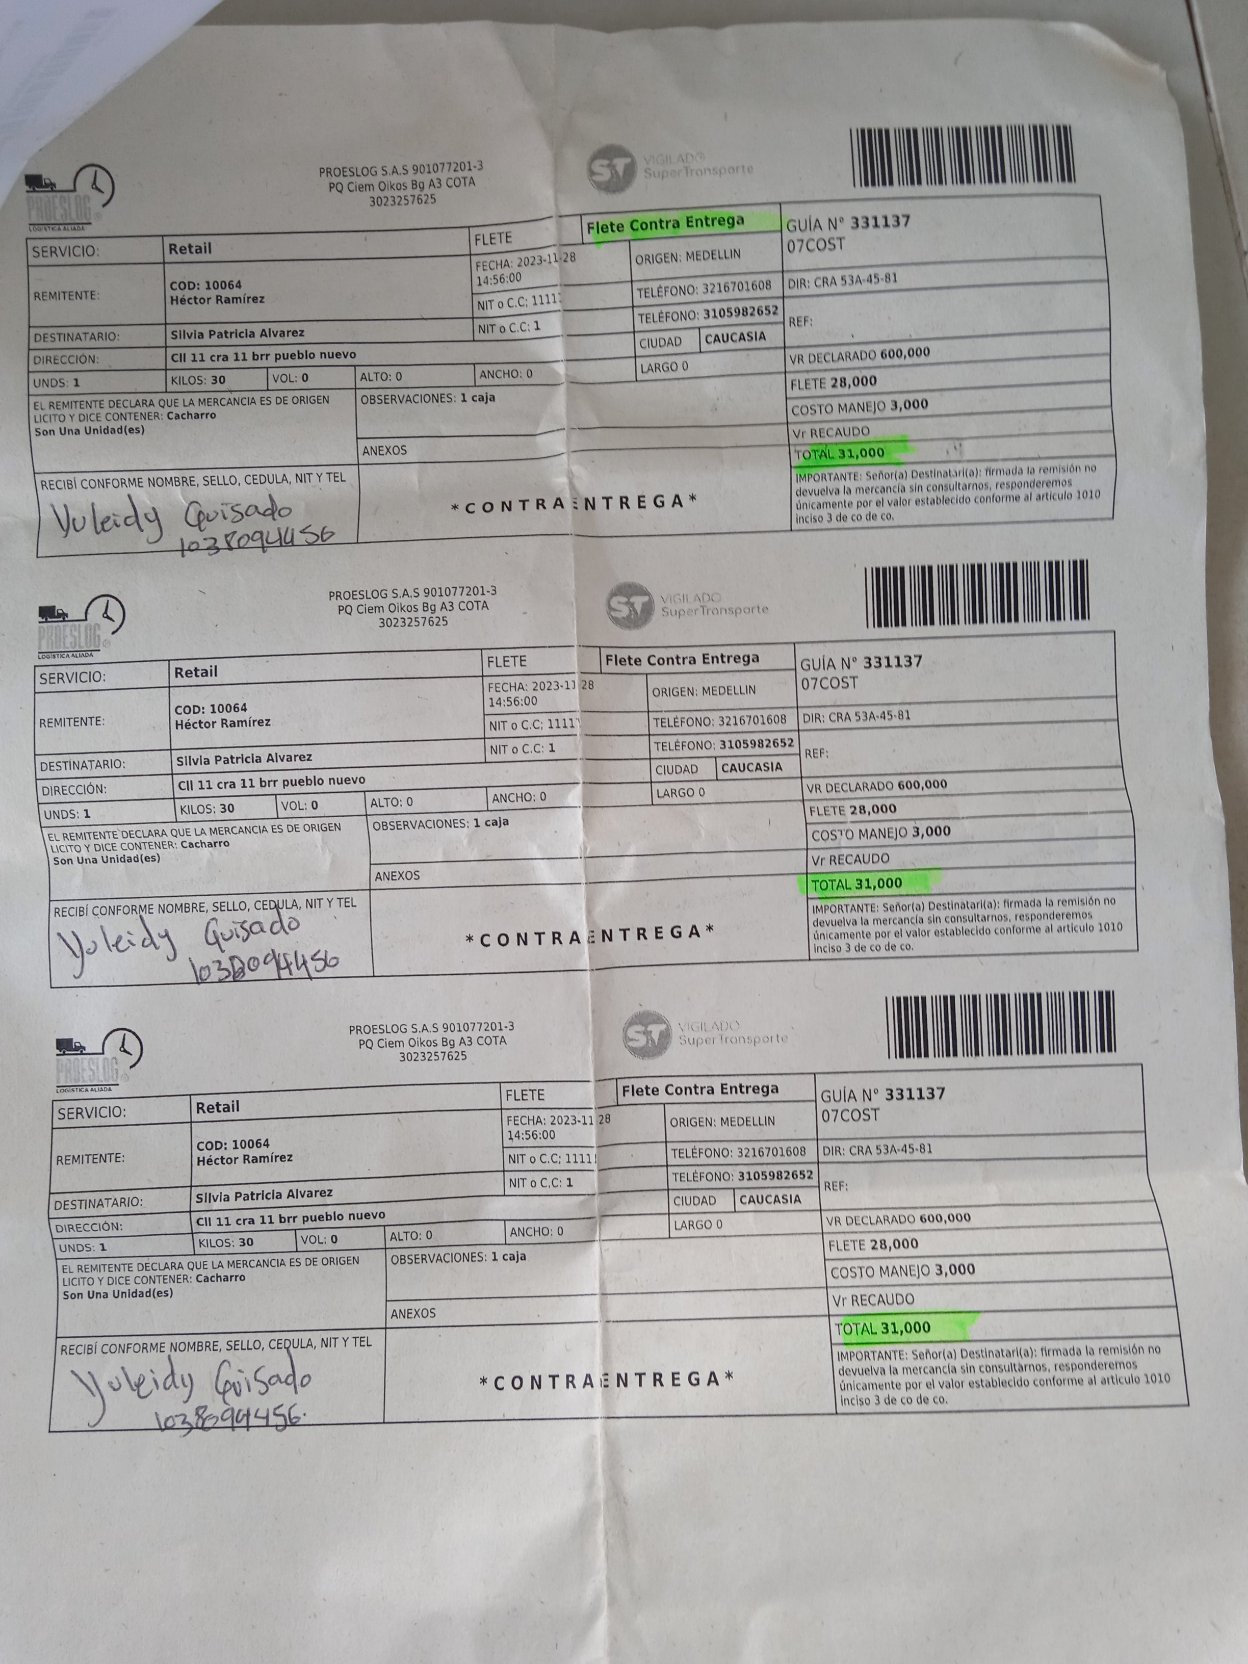 PROESLOG
LOGISTICA ALIADA
PROESLOG S.A.S 901077201-3
PQ Ciem Oikos Bg A3 COTA
3023257625
ST VIGILADO
SuperTransporte
SERVICIO: Retail FLETE Flete Contra Entrega GUÍA N° 331137
07COST
REMITENTE: COD: 10064
Héctor Ramírez
FECHA: 2023-11-28
14:56:00
ORIGEN: MEDELLIN
NIT o C.C: 1111 TELÉFONO: 3216701608 DIR: CRA 53A-45-81
DESTINATARIO: Silvia Patricia Alvarez NIT o C.C: 1 TELÉFONO: 3105982652 REF:
DIRECCIÓN: Cll 11 cra 11 brr pueblo nuevo CIUDAD CAUCASIA
UNDS: 1 KILOS: 30 VOL: 0 ALTO: 0 ANCHO: 0 LARGO 0 VR DECLARADO 600,000
EL REMITENTE DECLARA QUE LA MERCANCIA ES DE ORIGEN
LICITO Y DICE CONTENER: Cacharro
Son Una Unidad(es)
OBSERVACIONES: 1 caja
FLETE 28,000
COSTO MANEJO 3,000
Vr RECAUDO
ANEXOS
TOTAL 31,000
RECIBÍ CONFORME NOMBRE, SELLO, CEDULA, NIT Y TEL
Yuleidy Guisado
1038094456
*CONTRAENTREGA*
IMPORTANTE: Señor(a) Destinatari(a): firmada la remisión no
devuelva la mercancía sin consultarnos, responderemos
únicamente por el valor establecido conforme al articulo 1010
inciso 3 de co de co.
PROESLOG
LOGISTICA ALIADA
PROESLOG S.A.S 901077201-3
PQ Ciem Oikos Bg A3 COTA
3023257625
ST VIGILADO
SuperTransporte
SERVICIO: Retail FLETE Flete Contra Entrega GUÍA N° 331137
07COST
REMITENTE: COD: 10064
Héctor Ramírez
FECHA: 2023-11 28
14:56:00
ORIGEN: MEDELLIN
NIT o C.C: 1111 TELÉFONO: 3216701608 DIR: CRA 53A-45-81
DESTINATARIO: Silvia Patricia Alvarez NIT o C.C: 1 TELÉFONO: 3105982652 REF:
DIRECCIÓN: Cll 11 cra 11 brr pueblo nuevo CIUDAD CAUCASIA
UNDS: 1 KILOS: 30 VOL: 0 ALTO: 0 ANCHO: 0 LARGO 0 VR DECLARADO 600,000
EL REMITENTE DECLARA QUE LA MERCANCIA ES DE ORIGEN
LICITO Y DICE CONTENER: Cacharro
Son Una Unidad(es)
OBSERVACIONES: 1 caja
FLETE 28,000
COSTO MANEJO 3,000
Vr RECAUDO
ANEXOS
TOTAL 31,000
RECIBÍ CONFORME NOMBRE, SELLO, CEDULA, NIT Y TEL
Yuleidy Guisado
1038094456
*CONTRAENTREGA*
IMPORTANTE: Señor(a) Destinatari(a): firmada la remisión no
devuelva la mercancía sin consultarnos, responderemos
únicamente por el valor establecido conforme al articulo 1010
inciso 3 de co de co.
PROESLOG
LOGISTICA ALIADA
PROESLOG S.A.S 901077201-3
PQ Ciem Oikos Bg A3 COTA
3023257625
ST VIGILADO
SuperTransporte
SERVICIO: Retail FLETE Flete Contra Entrega GUÍA N° 331137
07COST
REMITENTE: COD: 10064
Héctor Ramírez
FECHA: 2023-11 28
14:56:00
ORIGEN: MEDELLIN
NIT o C.C: 1111 TELÉFONO: 3216701608 DIR: CRA 53A-45-81
DESTINATARIO: Silvia Patricia Alvarez NIT o C.C: 1 TELÉFONO: 3105982652 REF:
DIRECCIÓN: Cll 11 cra 11 brr pueblo nuevo CIUDAD CAUCASIA
UNDS: 1 KILOS: 30 VOL: 0 ALTO: 0 ANCHO: 0 LARGO 0 VR DECLARADO 600,000
EL REMITENTE DECLARA QUE LA MERCANCIA ES DE ORIGEN
LICITO Y DICE CONTENER: Cacharro
Son Una Unidad(es)
OBSERVACIONES: 1 caja
FLETE 28,000
COSTO MANEJO 3,000
Vr RECAUDO
ANEXOS
TOTAL 31,000
RECIBÍ CONFORME NOMBRE, SELLO, CEDULA, NIT Y TEL
Yuleidy Guisado
1038094456.
*CONTRAENTREGA*
IMPORTANTE: Señor(a) Destinatari(a): firmada la remisión no
devuelva la mercancía sin consultarnos, responderemos
únicamente por el valor establecido conforme al articulo 1010
inciso 3 de co de co.